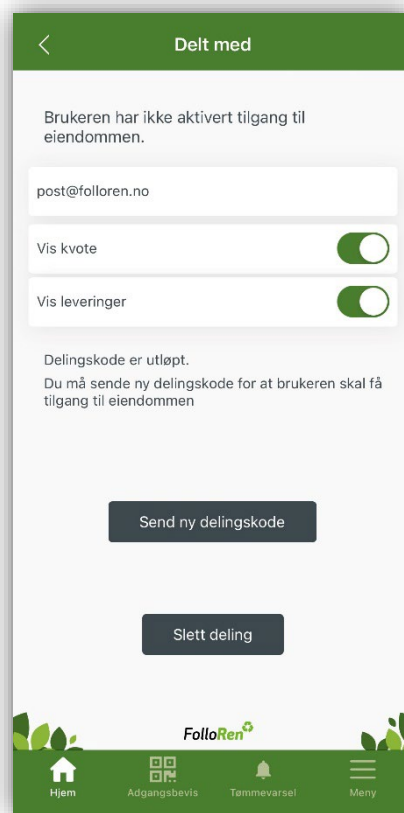 Delt med
Brukeren har ikke aktivert tilgang til
eiendommen.
post@folloren.no
Vis kvote
Vis leveringer
Delingskode er utløpt.
Du må sende ny delingskode for at brukeren skal få
tilgang til eiendommen
Send ny delingskode
Slett deling
FolloRen
Hjem
Adgangsbevis
Tømmevarsel
Meny